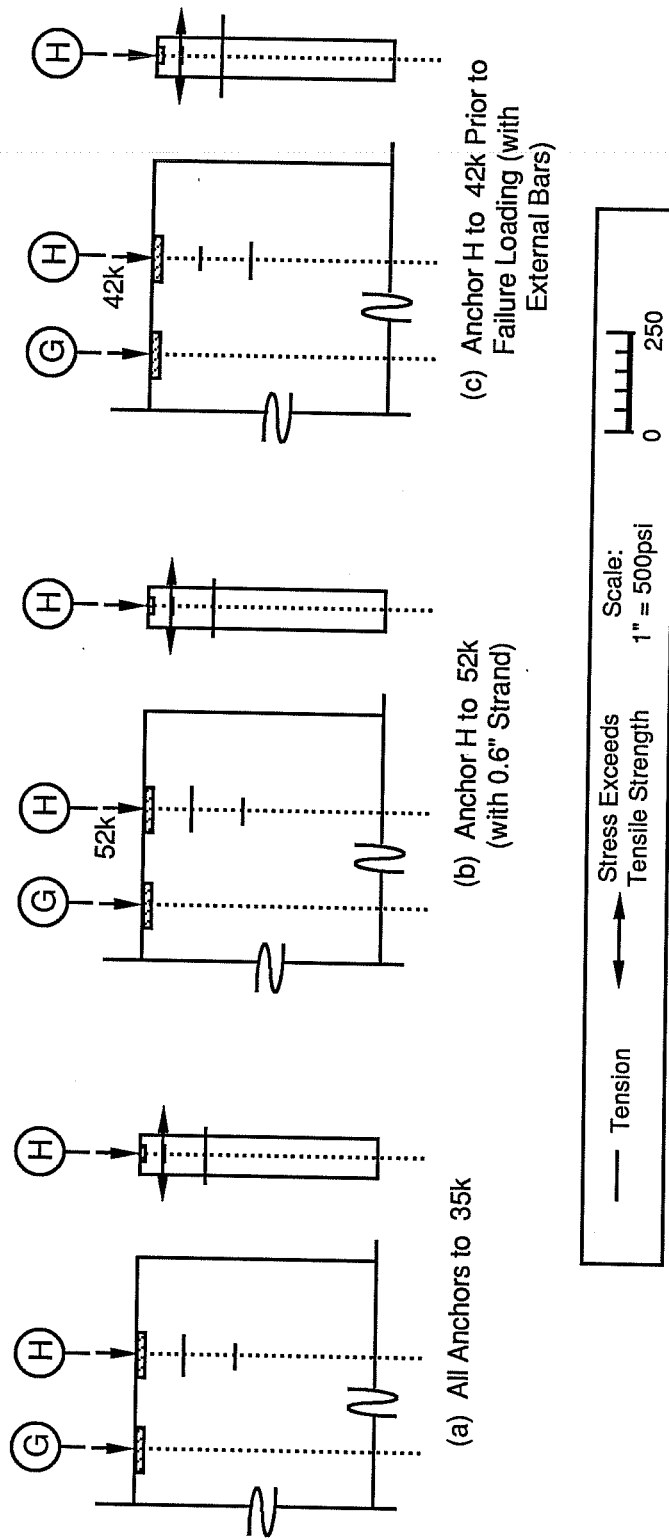 G
H
H
(a) All Anchors to 35k
G
H
52k
H
(b) Anchor H to 52k
(with 0.6" Strand)
G
H
42k
H
(c) Anchor H to 42k Prior to
Failure Loading (with
External Bars)
Tension
Stress Exceeds
Tensile Strength
Scale:
1" = 500psi
0 250